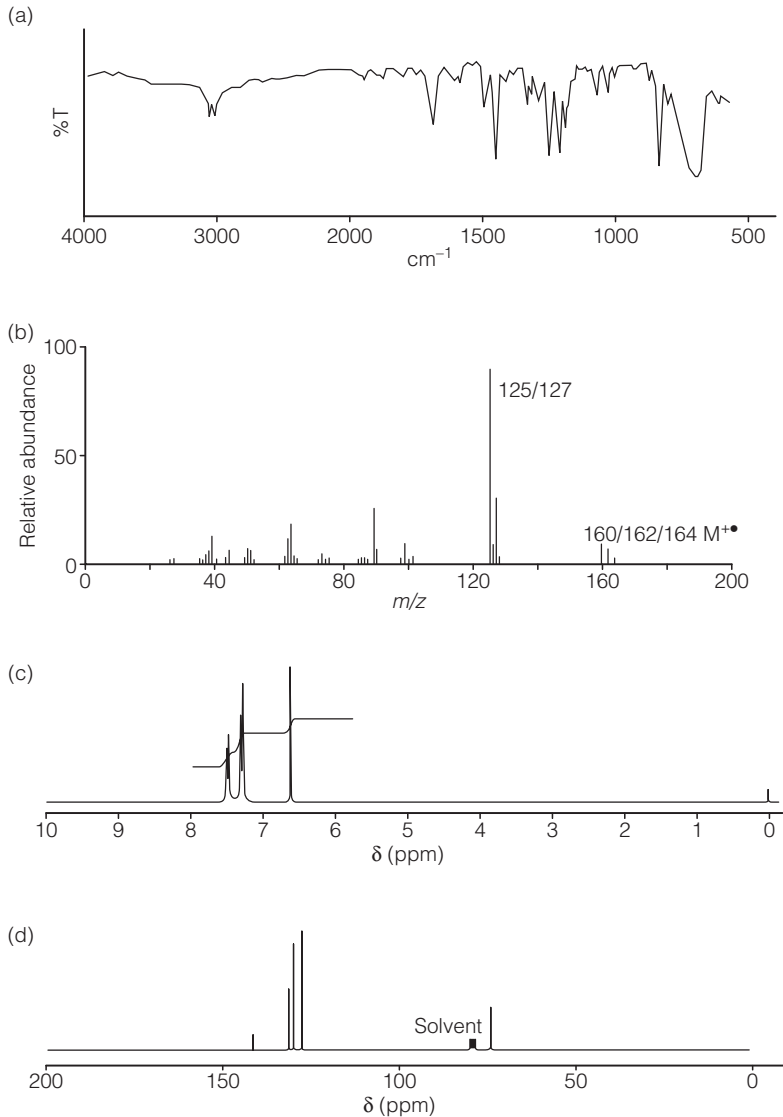 (a)
% T
4000 3000 2000 1500 1000 500
cm⁻¹
(b)
100
50
0
Relative abundance
125/127
160/162/164 M⁺•
0 40 80 120 160 200
m/z
(c)
10 9 8 7 6 5 4 3 2 1 0
δ (ppm)
(d)
Solvent
200 150 100 50 0
δ (ppm)